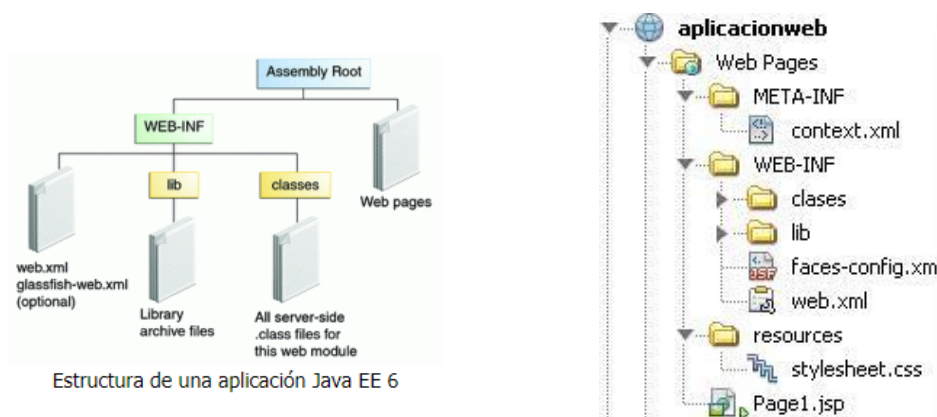 Assembly Root
WEB-INF
lib
classes
Web pages
web.xml
glassfish-web.xml
(optional)
Library
archive files
All server-side
.class files for
this web module
Estructura de una aplicación Java EE 6
aplicacionweb
Web Pages
META-INF
context.xml
WEB-INF
clases
lib
faces-config.xm
web.xml
resources
stylesheet.css
Page1.jsp